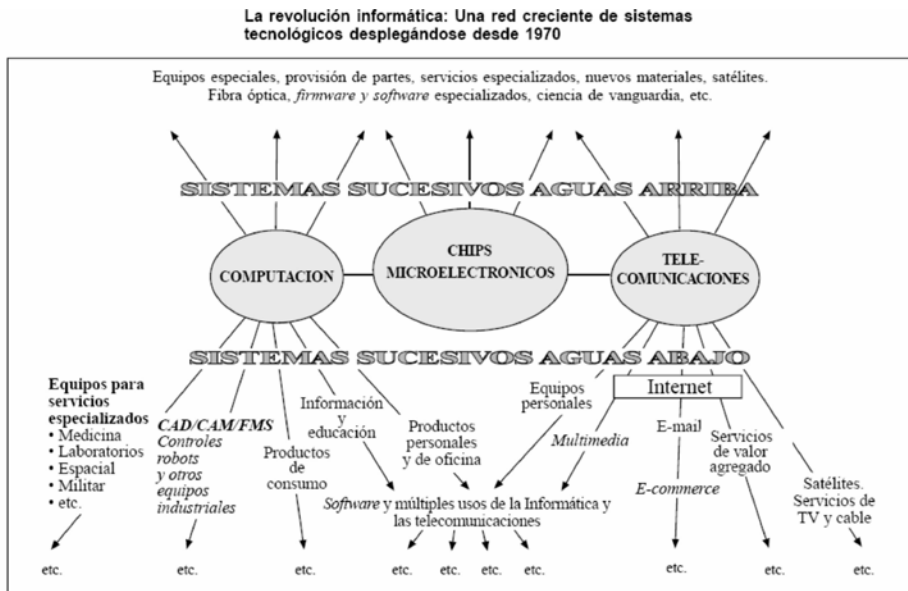 La revolución informática: Una red creciente de sistemas
tecnológicos desplegándose desde 1970
Equipos especiales, provisión de partes, servicios especializados, nuevos materiales, satélites.
Fibra óptica, firmware y software especializados, ciencia de vanguardia, etc.
SISTEMAS SUCESIVOS AGUAS ARRIBA
COMPUTACION
CHIPS
MICROELECTRONICOS
TELE-
COMUNICACIONES
SISTEMAS SUCESIVOS AGUAS ABAJO
Equipos para
servicios
especializados
• Medicina
• Laboratorios
• Espacial
• Militar
• etc.
CAD/CAM/FMS
Controles
robots
y otros
equipos
industriales
Productos
de
consumo
Información
y
educación
Productos
personales
y de oficina
Equipos
personales
Multimedia
Internet
E-mail
E-commerce
Servicios
de valor
agregado
Satélites.
Servicios de
TV y cable
Software y múltiples usos de la Informática y
las telecomunicaciones
etc. etc. etc. etc. etc. etc. etc. etc. etc. etc.